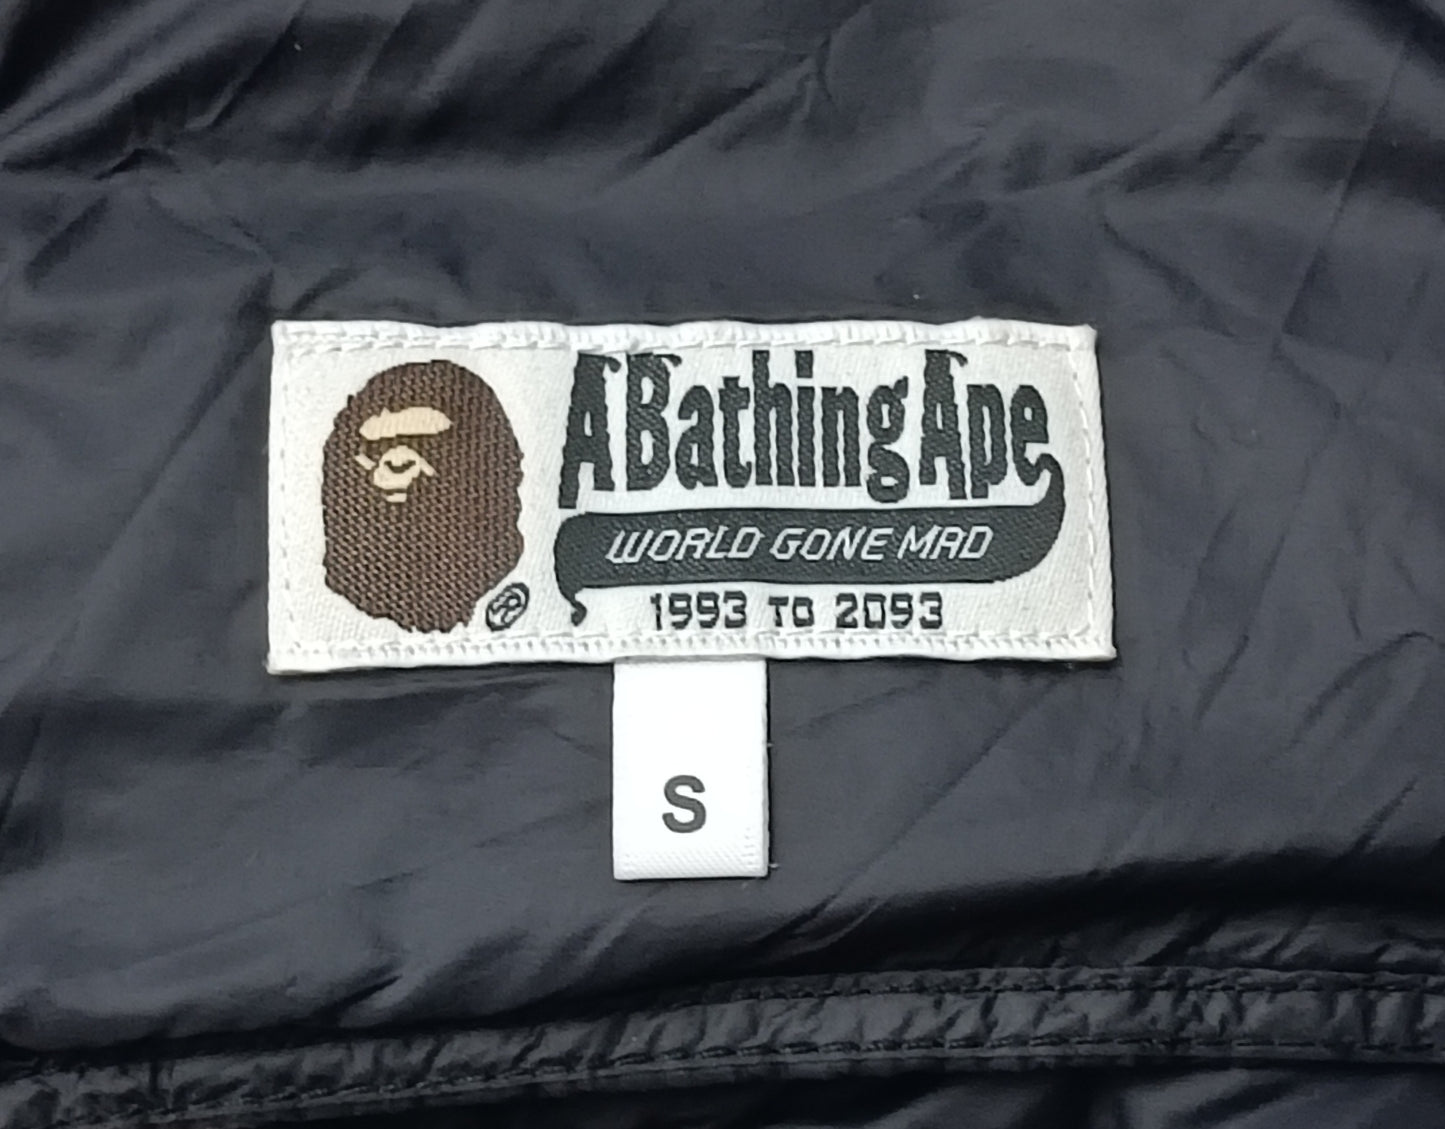 A Bathing Ape
WORLD GONE MAD
1993 TO 2093
®
S